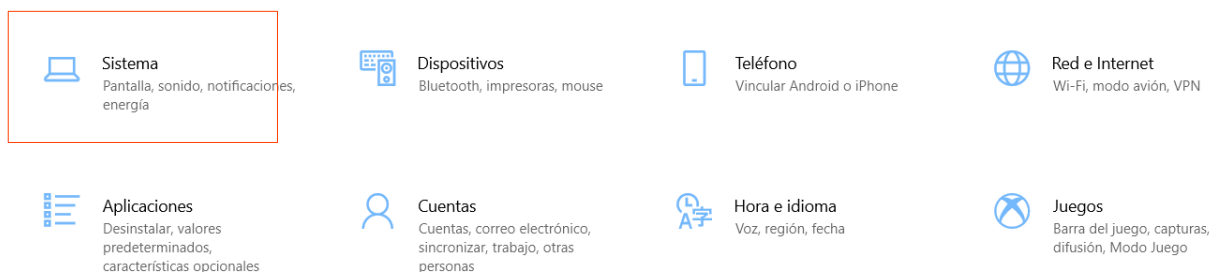 Sistema
Pantalla, sonido, notificaciones,
energía
Dispositivos
Bluetooth, impresoras, mouse
Teléfono
Vincular Android o iPhone
Red e Internet
Wi-Fi, modo avión, VPN
Aplicaciones
Desinstalar, valores
predeterminados,
características opcionales
Cuentas
Cuentas, correo electrónico,
sincronizar, trabajo, otras
personas
Hora e idioma
Voz, región, fecha
Juegos
Barra del juego, capturas,
difusión, Modo Juego